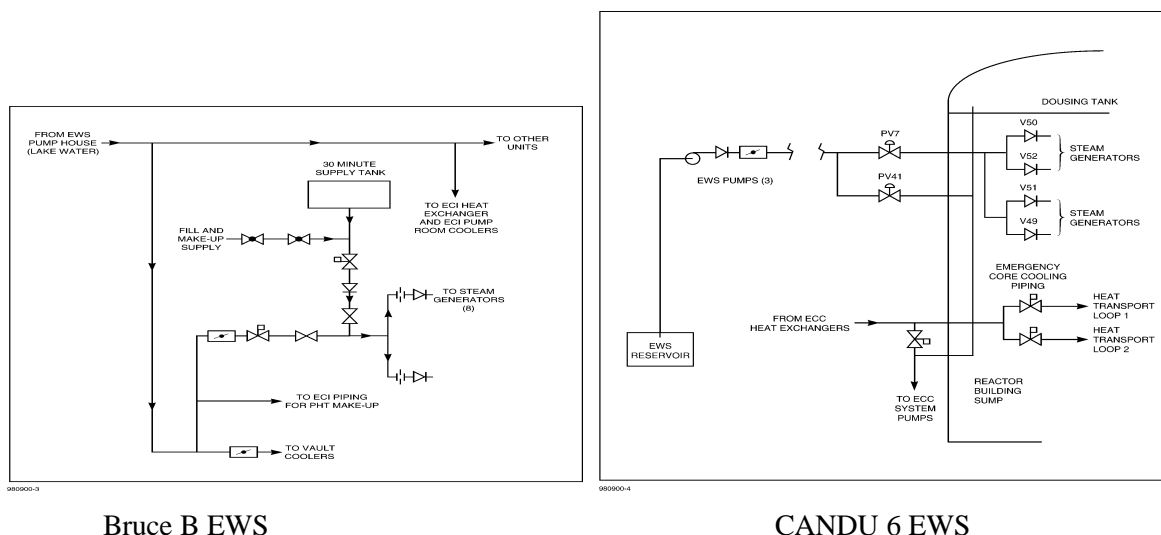 FROM EWS
PUMP HOUSE
(LAKE WATER)
TO OTHER
UNITS
30 MINUTE
SUPPLY TANK
TO ECI HEAT
EXCHANGER
AND ECI PUMP
ROOM COOLERS
FILL AND
MAKE-UP
SUPPLY
TO STEAM
GENERATORS
(8)
TO ECI PIPING
FOR PHT MAKE-UP
TO VAULT
COOLERS
980900-3
Bruce B EWS
DOUSING TANK
PV7
V50
STEAM
GENERATORS
V52
EWS PUMPS (3)
PV41
V51
STEAM
GENERATORS
V49
EMERGENCY
CORE COOLING
PIPING
FROM ECC
HEAT EXCHANGERS
HEAT
TRANSPORT
LOOP 1
HEAT
TRANSPORT
LOOP 2
EWS
RESERVOIR
TO ECC
SYSTEM
PUMPS
REACTOR
BUILDING
SUMP
980900-4
CANDU 6 EWS